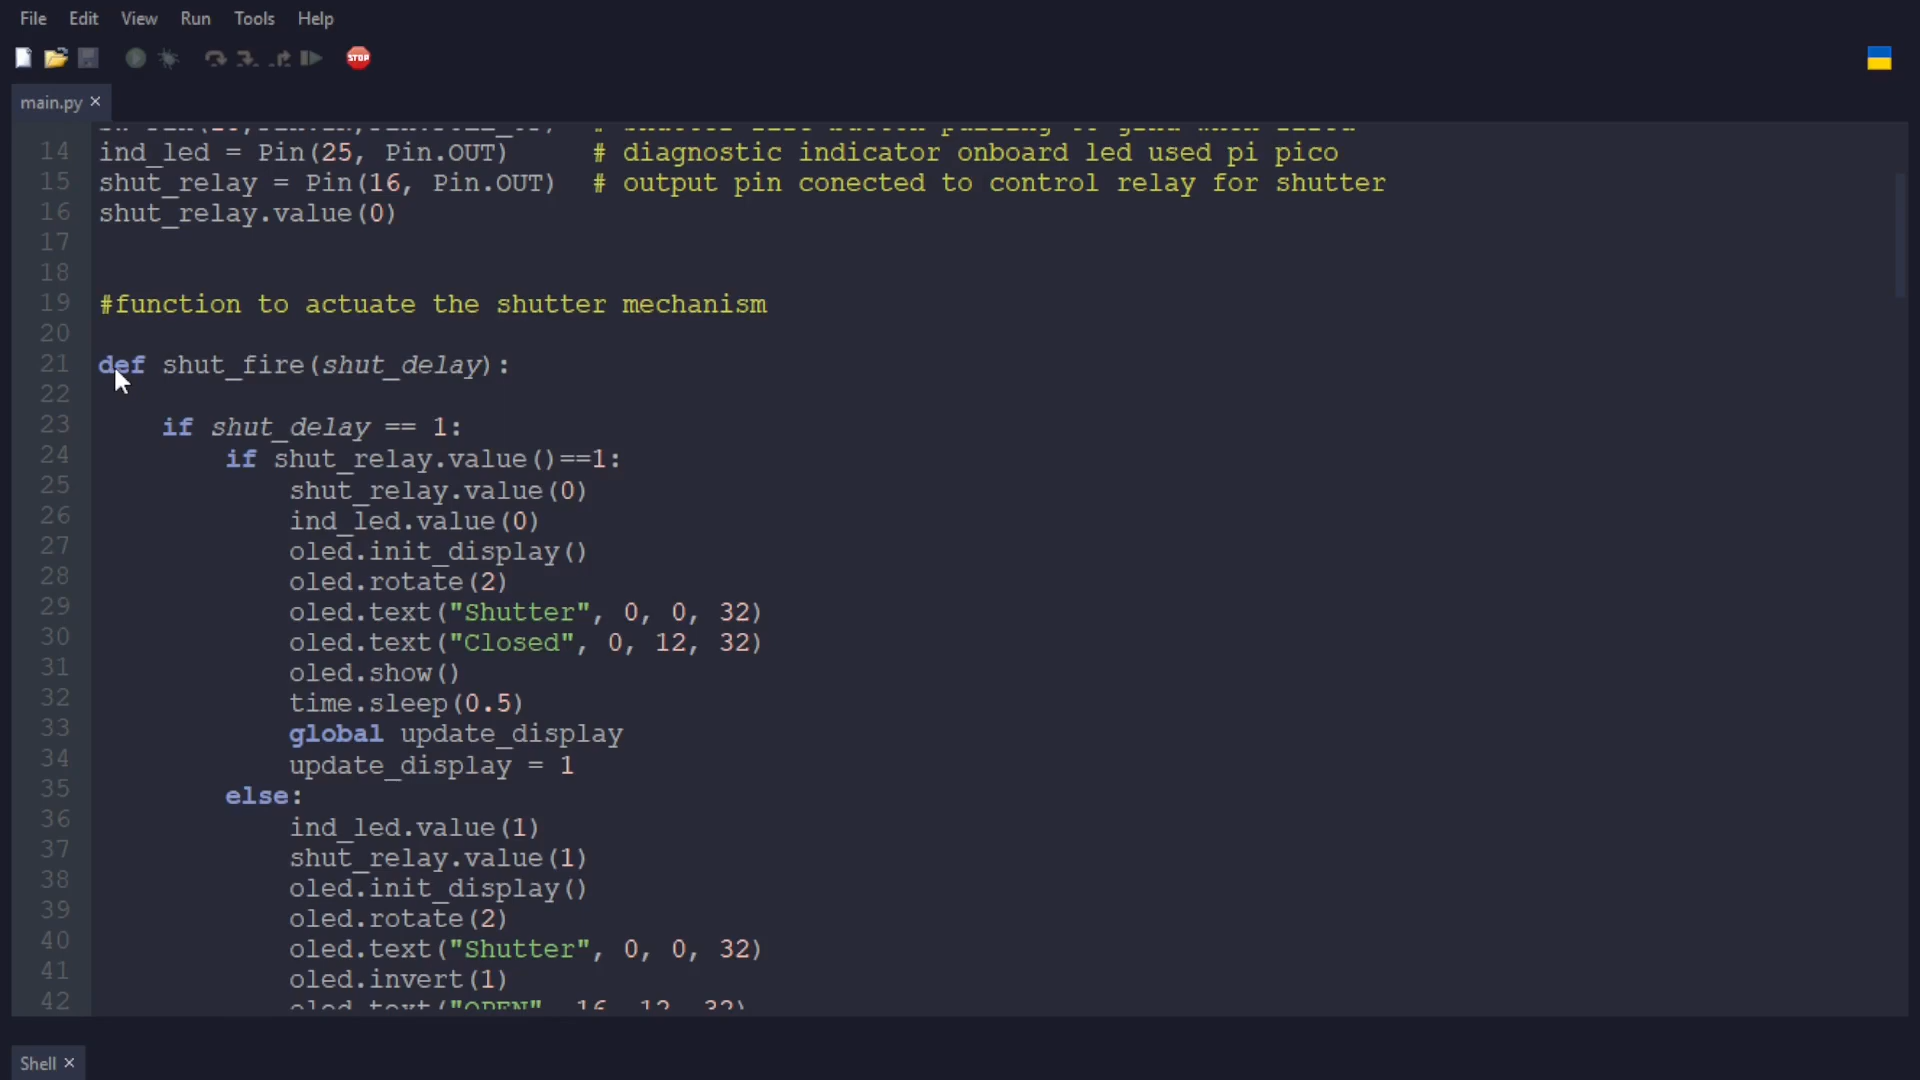 File Edit View Run Tools Help
STOP
main.py ×
14 ind_led = Pin(25, Pin.OUT) # diagnostic indicator onboard led used pi pico
15 shut_relay = Pin(16, Pin.OUT) # output pin conected to control relay for shutter
16 shut_relay.value(0)
17
18
19 #function to actuate the shutter mechanism
20
21 def shut_fire(shut_delay):
22
23 if shut_delay == 1:
24 if shut_relay.value()==1:
25 shut_relay.value(0)
26 ind_led.value(0)
27 oled.init_display()
28 oled.rotate(2)
29 oled.text("Shutter", 0, 0, 32)
30 oled.text("Closed", 0, 12, 32)
31 oled.show()
32 time.sleep(0.5)
33 global update_display
34 update_display = 1
35 else:
36 ind_led.value(1)
37 shut_relay.value(1)
38 oled.init_display()
39 oled.rotate(2)
40 oled.text("Shutter", 0, 0, 32)
41 oled.invert(1)
42 oled.text("OPEN", 16, 12, 32)
Shell ×